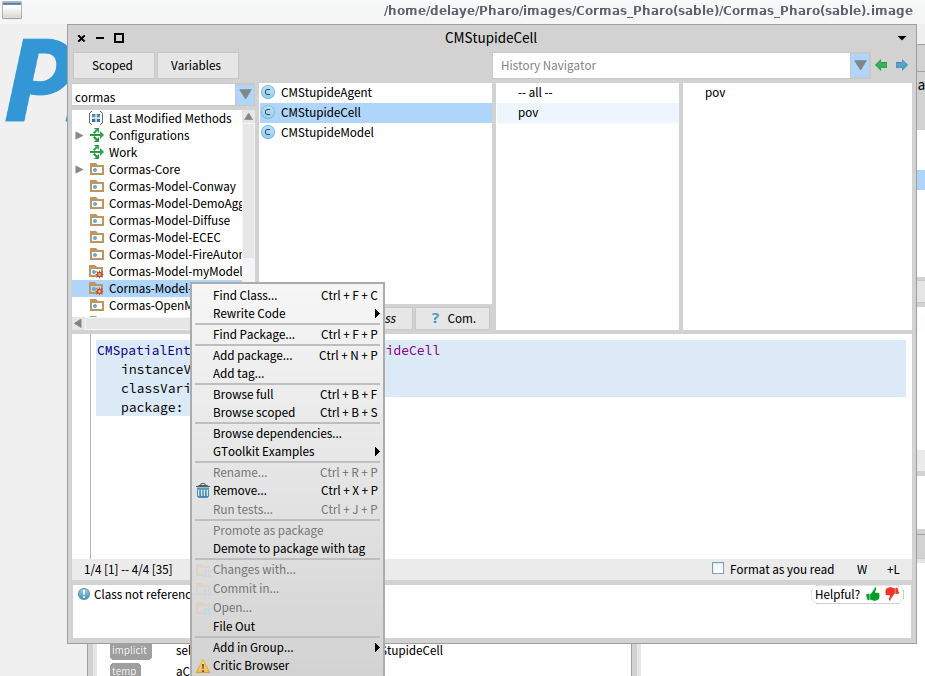 /home/delaye/Pharo/images/Cormas_Pharo(sable)/Cormas_Pharo(sable).image
CMStupideCell
Scoped
Variables
History Navigator
cormas
Last Modified Methods
Configurations
Work
Cormas-Core
Cormas-Model-Conway
Cormas-Model-DemoAgg
Cormas-Model-Diffuse
Cormas-Model-ECEC
Cormas-Model-FireAutor
Cormas-Model-myModel
Cormas-Model-
Cormas-OpenM
CMStupideAgent
CMStupideCell
CMStupideModel
-- all --
pov
pov
ss
? Com.
CMSpatialEnt
ideCell
instanceV
classVari
package:
Find Class... Ctrl + F + C
Rewrite Code
Find Package... Ctrl + F + P
Add package... Ctrl + N + P
Add tag...
Browse full Ctrl + B + F
Browse scoped Ctrl + B + S
Browse dependencies...
GToolkit Examples
Rename... Ctrl + R + P
Remove... Ctrl + X + P
Run tests... Ctrl + J + P
Promote as package
Demote to package with tag
Changes with...
Commit in...
Open...
File Out
Add in Group...
Critic Browser
1/4 [1] -- 4/4 [35]
Format as you read
W
+L
Class not referenc
Helpful?
implicit
sel
StupideCell
temp
aC